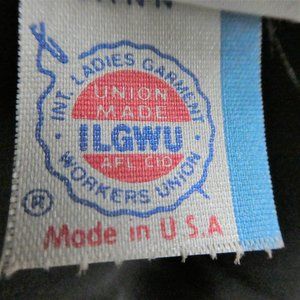 INT. LADIES GARMENT
UNION
MADE
ILGWU
AFL CIO
WORKERS UNION
®
Made in U.S.A